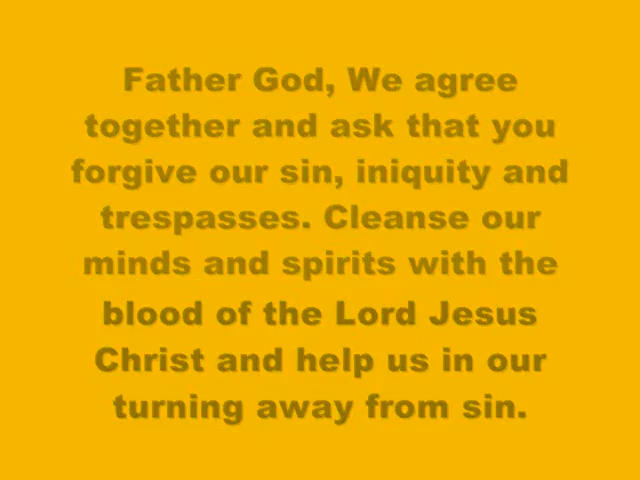 Father God, We agree
together and ask that you
forgive our sin, iniquity and
trespasses. Cleanse our
minds and spirits with the
blood of the Lord Jesus
Christ and help us in our
turning away from sin.